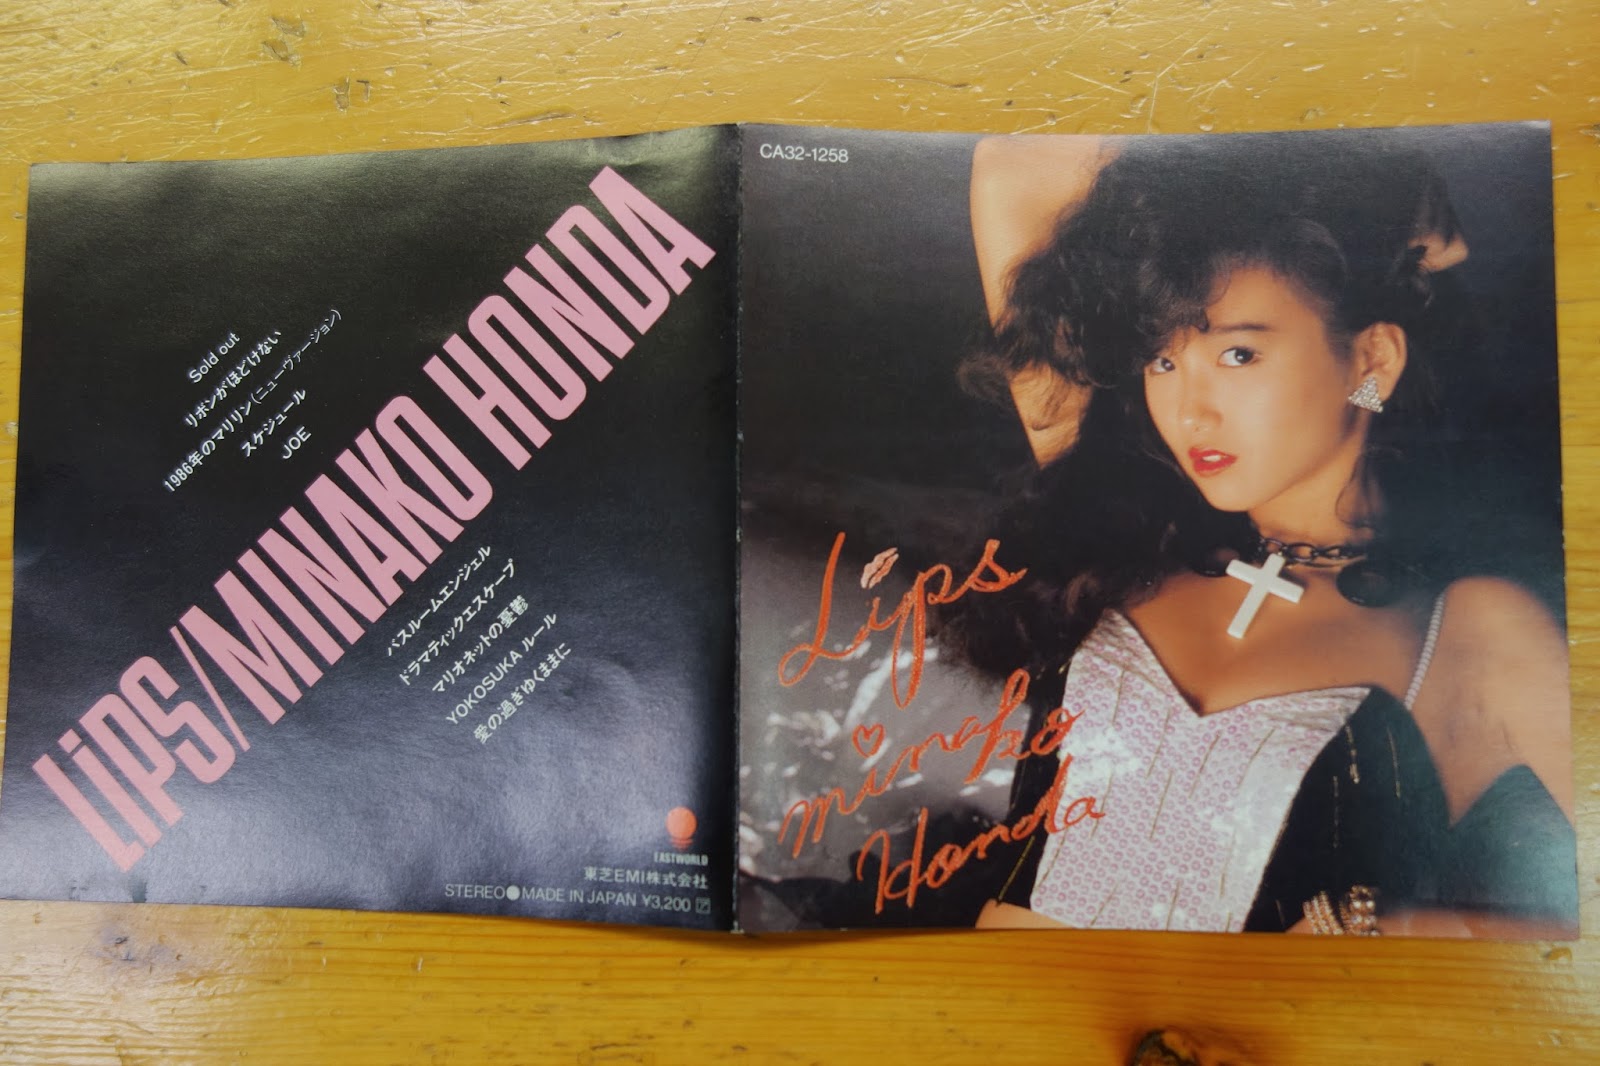 LiPS/MINAKO HONDA
Sold out
リボンがほどけない
1986年のマリリン(ニュー・ヴァージョン)
スケジュール
JOE
バスルームエンジェル
ドラマティックエスケープ
マリオネットの憂鬱
YOKOSUKA ルール
愛の過ぎゆくままに
EASTWORLD
東芝EMI株式会社
STEREO●MADE IN JAPAN ¥3,200 ア
CA32-1258
Lips
minako
Honda